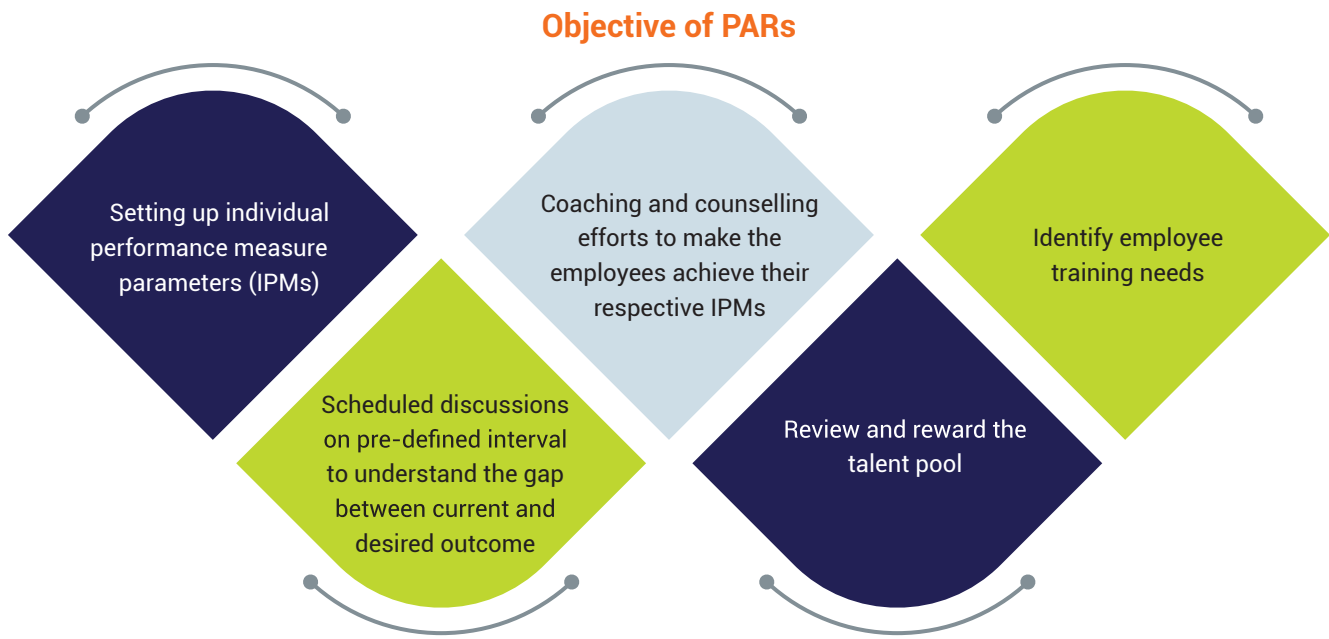 Objective of PARs
Setting up individual
performance measure
parameters (IPMs)
Scheduled discussions
on pre-defined interval
to understand the gap
between current and
desired outcome
Coaching and counselling
efforts to make the
employees achieve their
respective IPMs
Review and reward the
talent pool
Identify employee
training needs